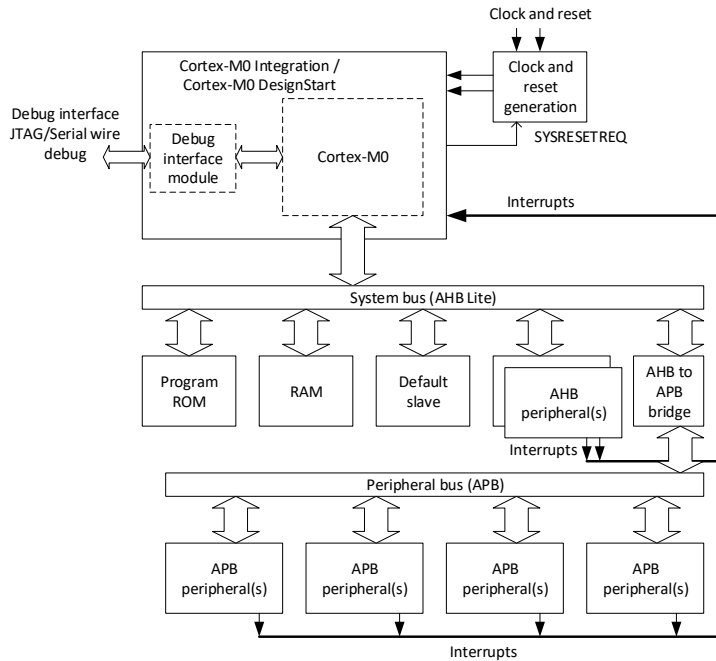 Clock and reset
Cortex-M0 Integration /
Cortex-M0 DesignStart
Clock and
reset
generation
Debug interface
JTAG/Serial wire
debug
Debug
interface
module
Cortex-M0
SYSRESETREQ
Interrupts
System bus (AHB Lite)
Program
ROM
RAM
Default
slave
AHB
peripheral(s)
AHB to
APB
bridge
Interrupts
Peripheral bus (APB)
APB
peripheral(s)
APB
peripheral(s)
APB
peripheral(s)
APB
peripheral(s)
Interrupts